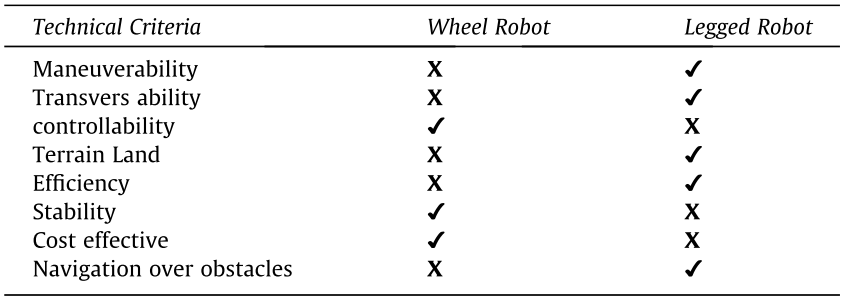 Technical Criteria Wheel Robot Legged Robot
Maneuverability X ✓
Transvers ability X ✓
controllability ✓ X
Terrain Land X ✓
Efficiency X ✓
Stability ✓ X
Cost effective ✓ X
Navigation over obstacles X ✓